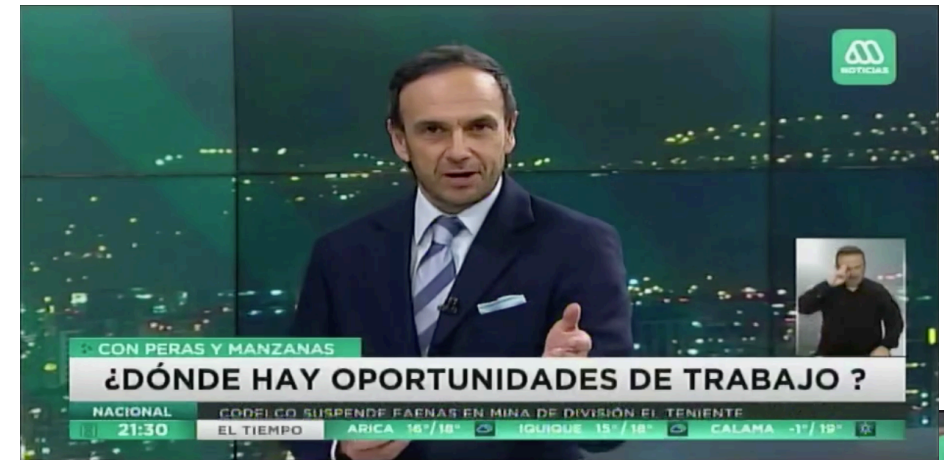 NOTICIAS
CON PERAS Y MANZANAS
¿DÓNDE HAY OPORTUNIDADES DE TRABAJO ?
NACIONAL CODELCO SUSPENDE FAENAS EN MINA DE DIVISIÓN EL TENIENTE
21:30 EL TIEMPO ARICA 16°/18° IQUIQUE 15°/18° CALAMA -1°/19°